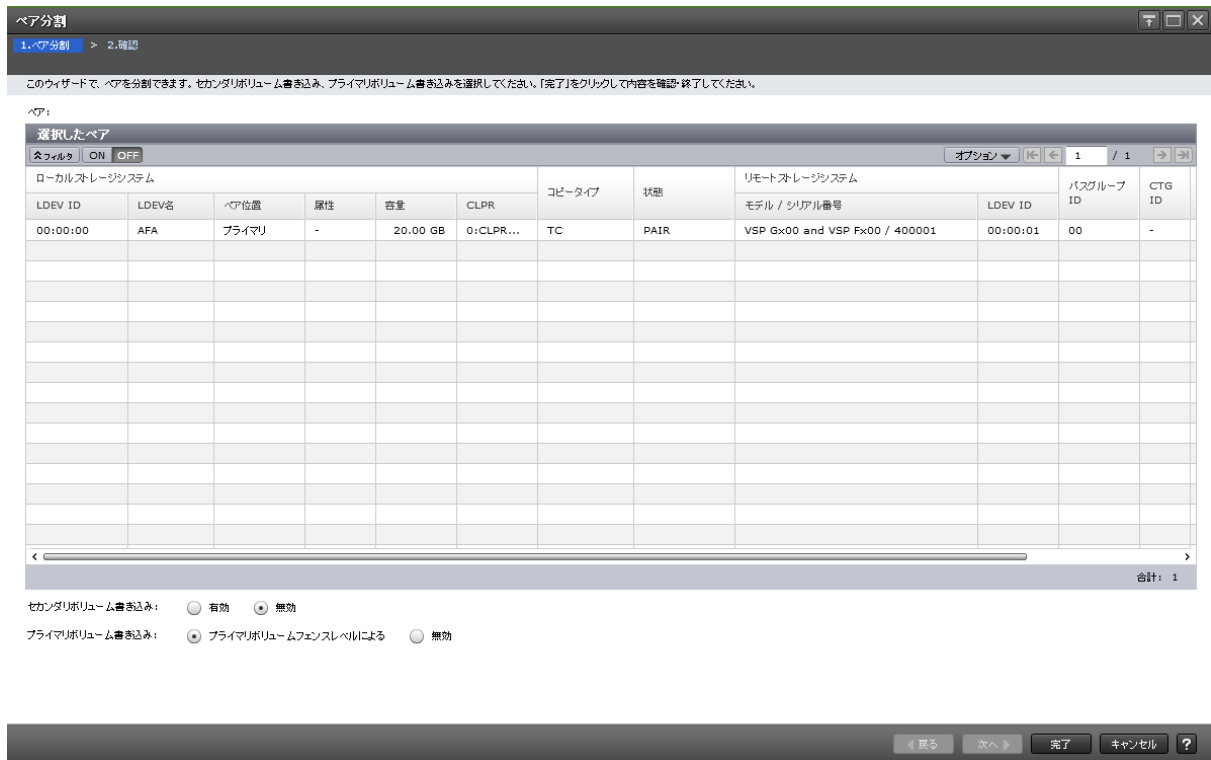 ペア分割
1.ペア分割 > 2.確認
このウィザードで、ペアを分割できます。セカンダリボリューム書き込み、プライマリボリューム書き込みを選択してください。「完了」をクリックして内容を確認・終了してください。
ペア:
選択したペア
フィルタ ON OFF オプション 1 / 1
ローカルストレージシステム コピータイプ 状態 リモートストレージシステム パスグループ ID CTG ID
LDEV ID LDEV名 ペア位置 属性 容量 CLPR モデル / シリアル番号 LDEV ID
00:00:00 AFA プライマリ - 20.00 GB 0:CLPR... TC PAIR VSP Gx00 and VSP Fx00 / 400001 00:00:01 00 -
合計: 1
セカンダリボリューム書き込み: 有効 無効
プライマリボリューム書き込み: プライマリボリュームフェンスレベルによる 無効
戻る 次へ 完了 キャンセル ?